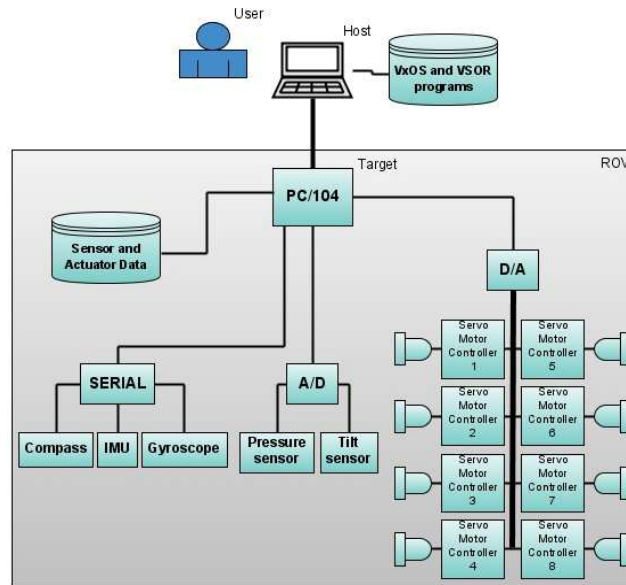 User
Host
VxOS and VSOR
programs
Target
ROV
PC/104
Sensor and
Actuator Data
D/A
SERIAL
A/D
Compass
IMU
Gyroscope
Pressure
sensor
Tilt
sensor
Servo
Motor
Controller
1
Servo
Motor
Controller
5
Servo
Motor
Controller
2
Servo
Motor
Controller
6
Servo
Motor
Controller
3
Servo
Motor
Controller
7
Servo
Motor
Controller
4
Servo
Motor
Controller
8